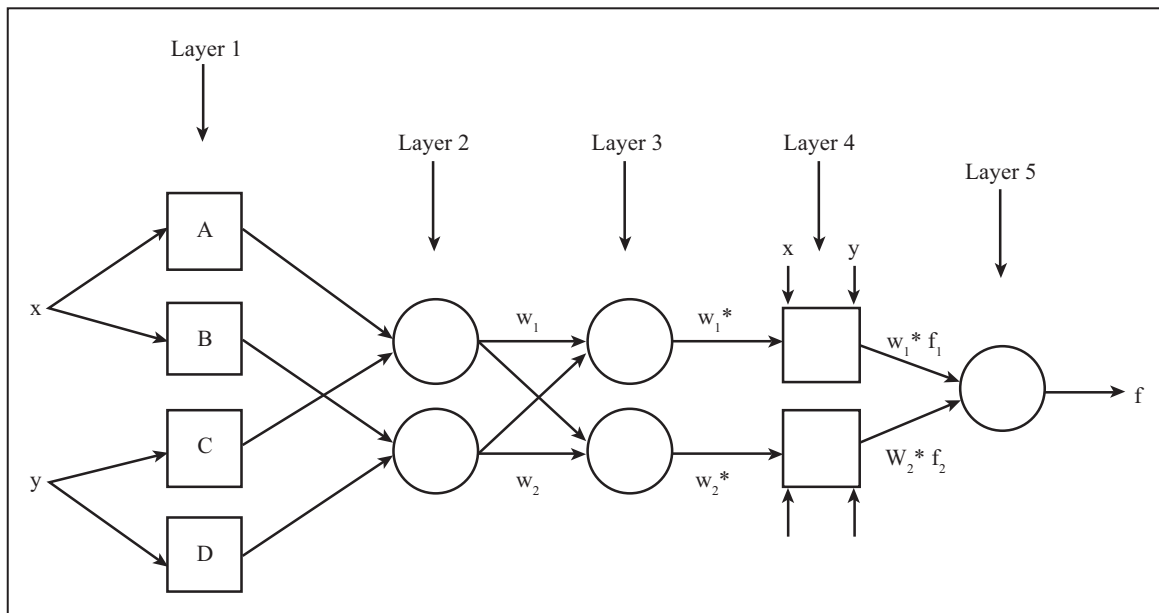 Layer 1
Layer 2
Layer 3
Layer 4
Layer 5
A
x
y
x
B
w₁
w₁*
w₁* f₁
f
C
y
w₂
w₂*
W₂* f₂
D